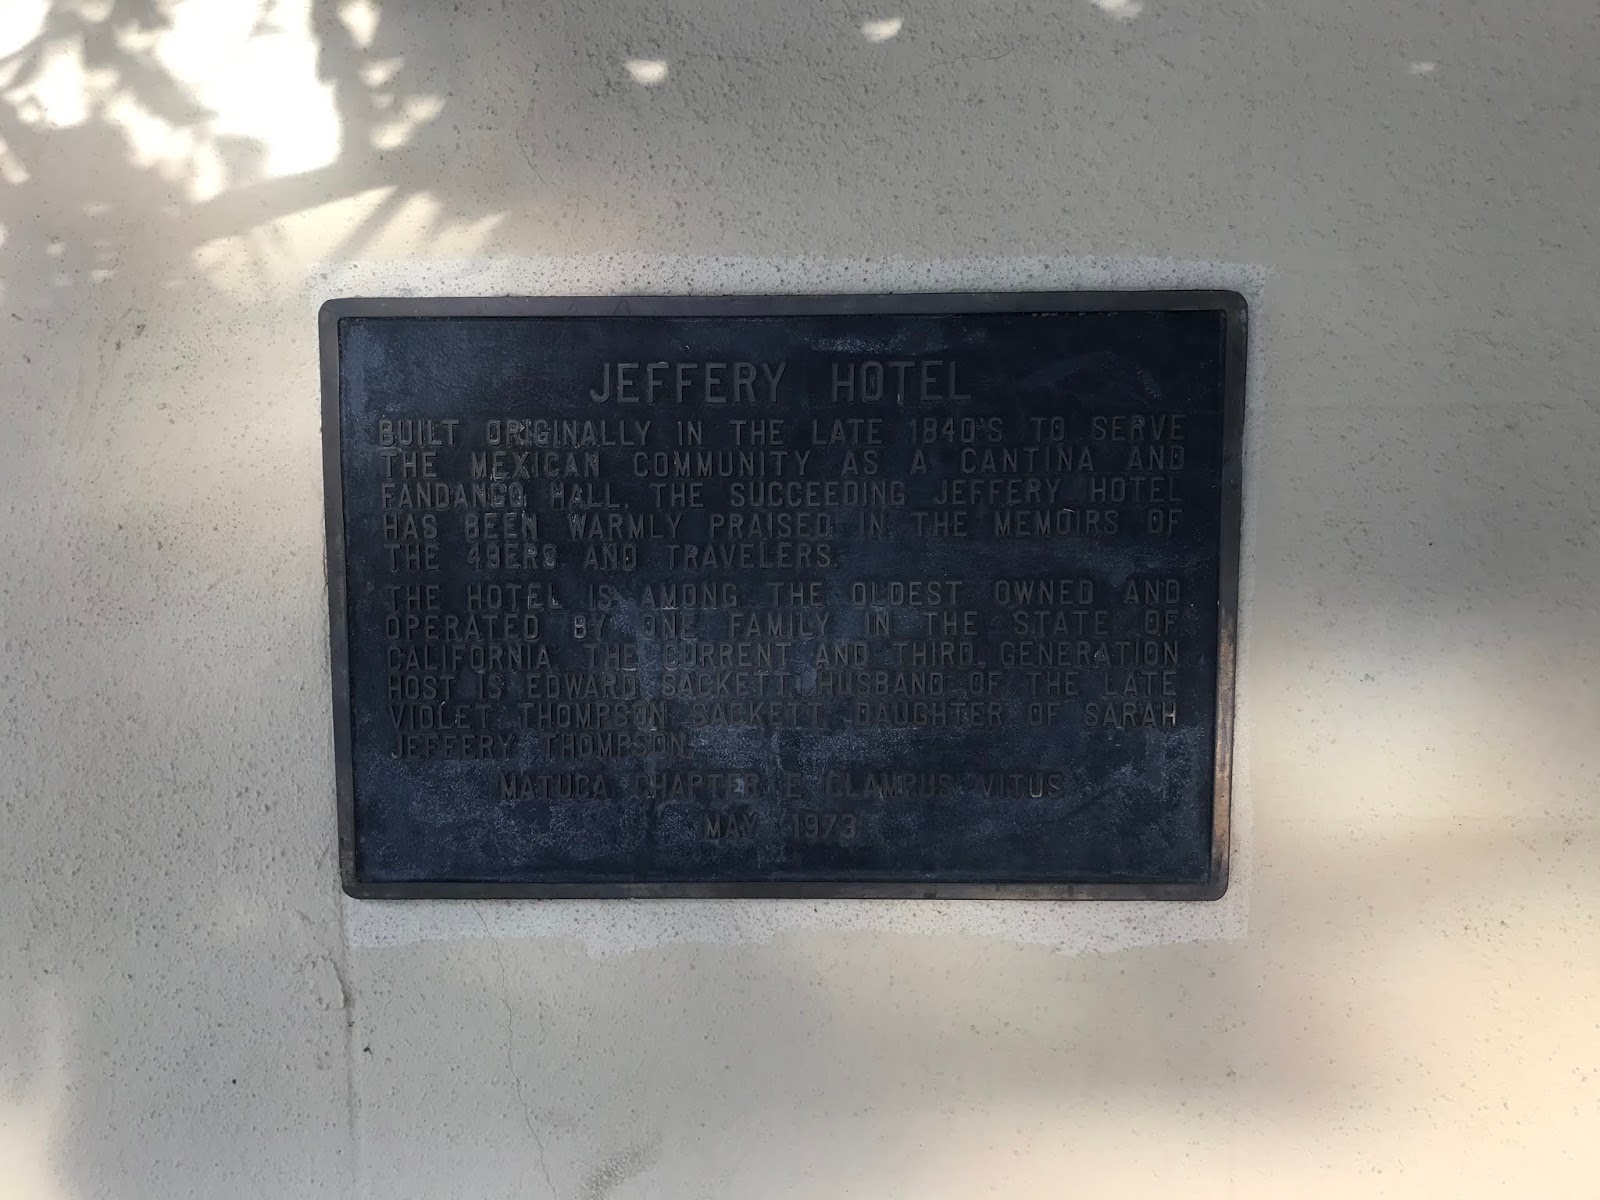 JEFFERY HOTEL
BUILT ORIGINALLY IN THE LATE 1840'S TO SERVE
THE MEXICAN COMMUNITY AS A CANTINA AND
FANDANGO HALL. THE SUCCEEDING JEFFERY HOTEL
HAS BEEN WARMLY PRAISED IN THE MEMOIRS OF
THE 49ERS AND TRAVELERS.
THE HOTEL IS AMONG THE OLDEST OWNED AND
OPERATED BY ONE FAMILY IN THE STATE OF
CALIFORNIA. THE CURRENT AND THIRD GENERATION
HOST IS EDWARD SACKETT, HUSBAND OF THE LATE
VIOLET THOMPSON SACKETT, DAUGHTER OF SARAH
JEFFERY THOMPSON.
MATUCA CHAPTER E CLAMPUS VITUS
MAY 1973